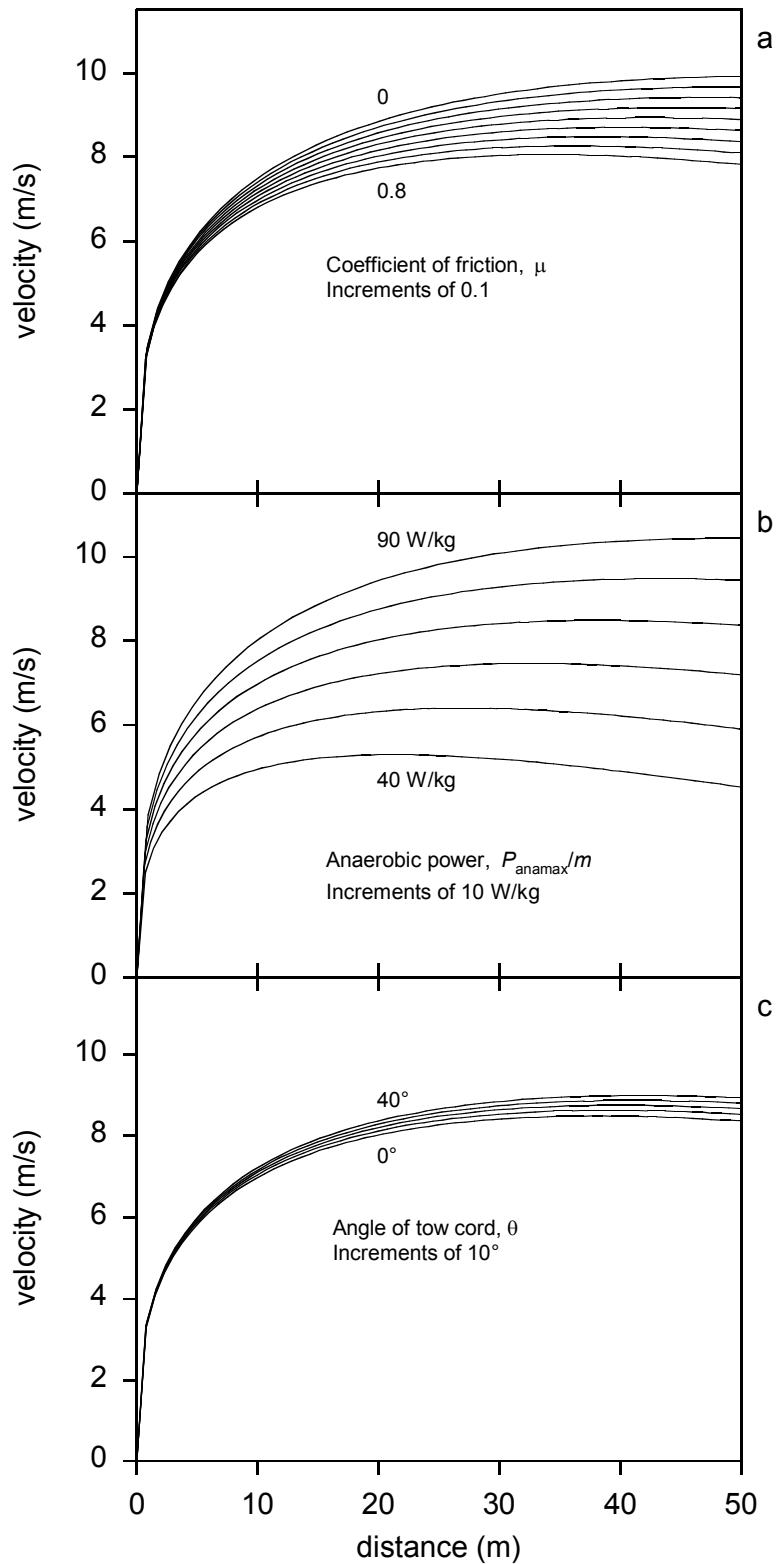 a
10
8
6
4
2
0
velocity (m/s)
0
0.8
Coefficient of friction, μ
Increments of 0.1
b
10
8
6
4
2
0
velocity (m/s)
90 W/kg
40 W/kg
Anaerobic power, Panamax/m
Increments of 10 W/kg
c
10
8
6
4
2
0
velocity (m/s)
40°
0°
Angle of tow cord, θ
Increments of 10°
0 10 20 30 40 50
distance (m)